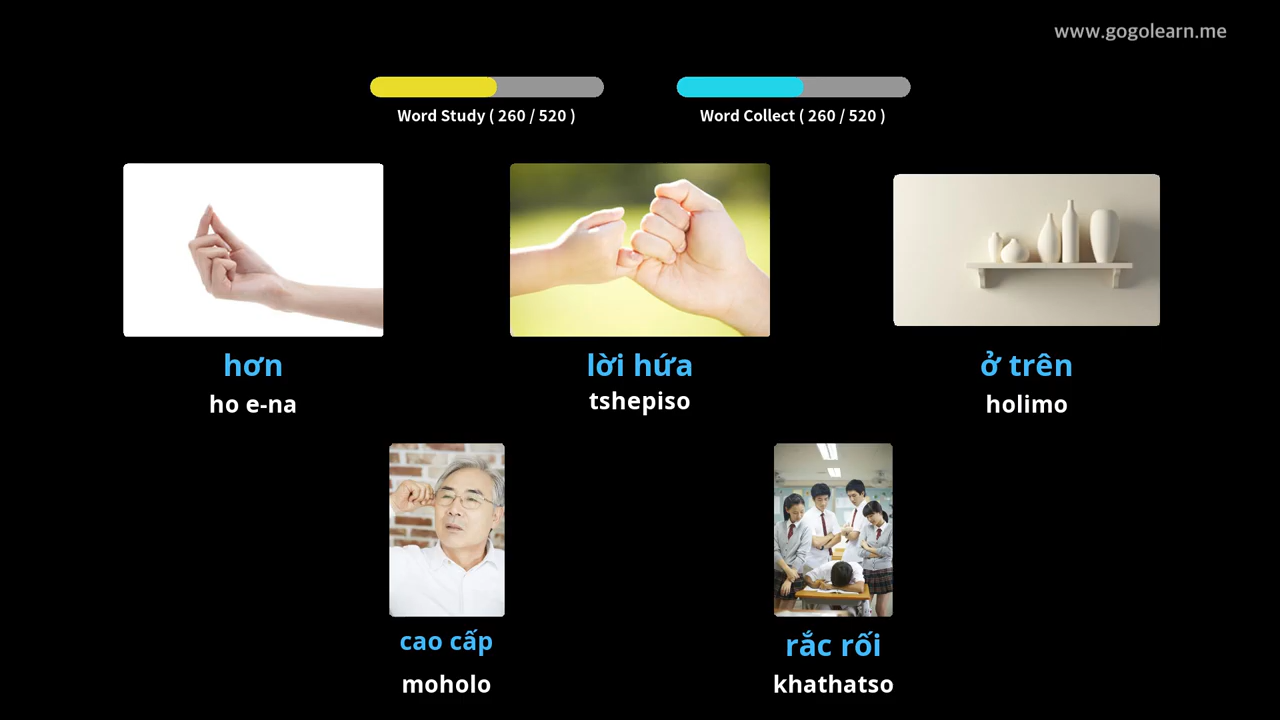 www.gogolearn.me
Word Study ( 260 / 520 )
Word Collect ( 260 / 520 )
hơn
ho e-na
lời hứa
tshepiso
ở trên
holimo
cao cấp
moholo
rắc rối
khathatso